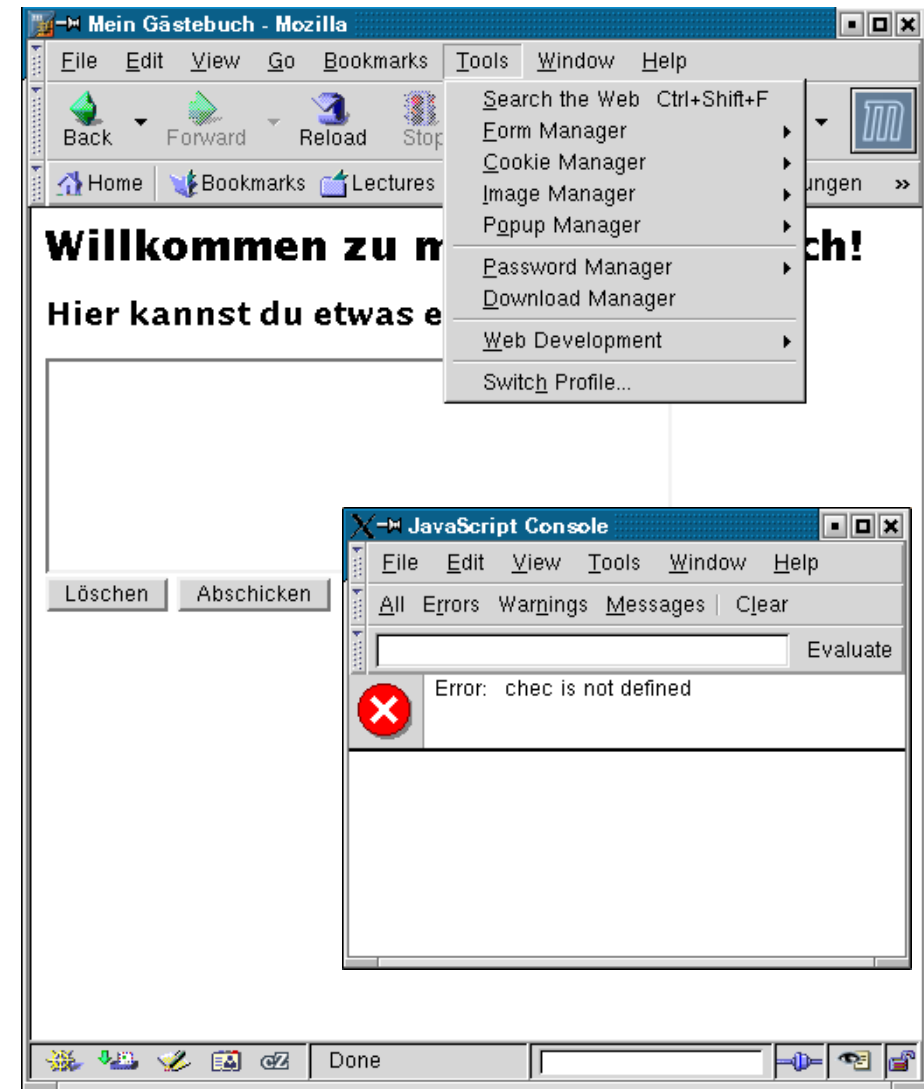 Mein Gästebuch - Mozilla
File Edit View Go Bookmarks Tools Window Help
Back Forward Reload Stop
Home Bookmarks Lectures
Search the Web Ctrl+Shift+F
Form Manager
Cookie Manager
Image Manager
Popup Manager
Password Manager
Download Manager
Web Development
Switch Profile...
ungen »
Willkommen zu m ch!
Hier kannst du etwas e
Löschen Abschicken
JavaScript Console
File Edit View Tools Window Help
All Errors Warnings Messages | Clear
Evaluate
Error: chec is not defined
Done